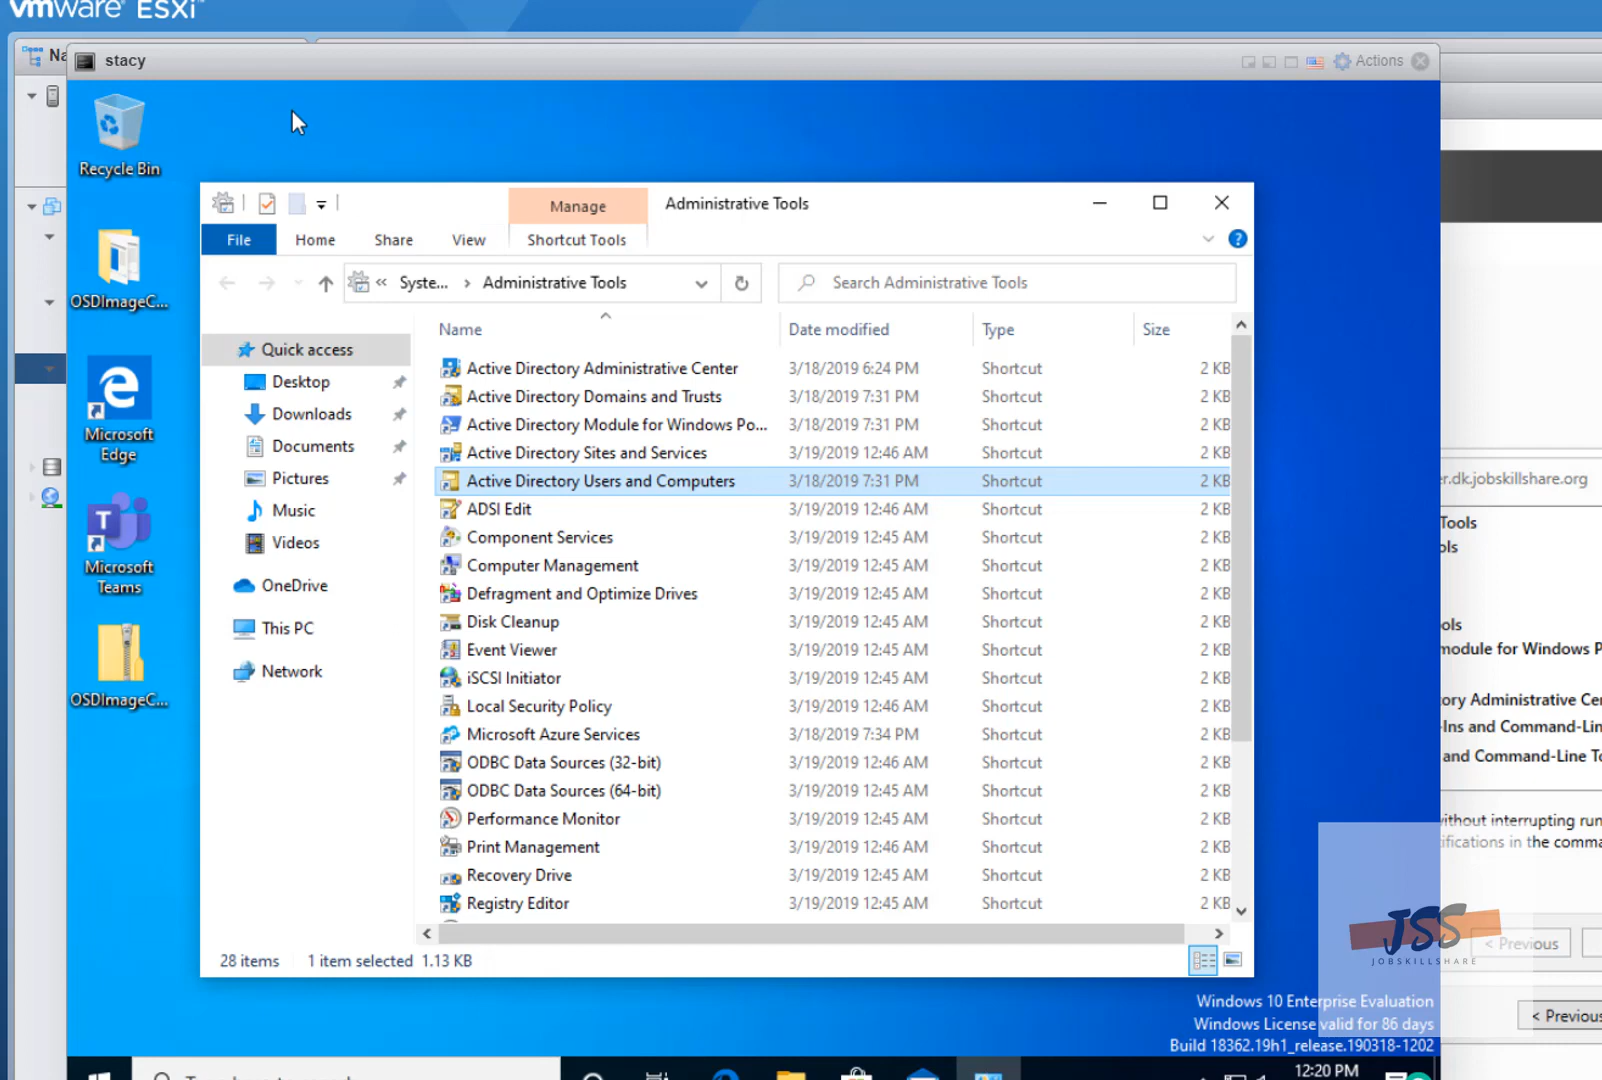 vmware® ESXi™
Na
stacy
Actions
Recycle Bin
OSDImageC...
Microsoft
Edge
Microsoft
Teams
OSDImageC...
Manage
Administrative Tools
File
Home
Share
View
Shortcut Tools
« Syste... › Administrative Tools
Search Administrative Tools
Name
Date modified
Type
Size
Quick access
Desktop
Downloads
Documents
Pictures
Music
Videos
OneDrive
This PC
Network
Active Directory Administrative Center 3/18/2019 6:24 PM Shortcut 2 KB
Active Directory Domains and Trusts 3/18/2019 7:31 PM Shortcut 2 KB
Active Directory Module for Windows Po... 3/18/2019 7:31 PM Shortcut 2 KB
Active Directory Sites and Services 3/19/2019 12:46 AM Shortcut 2 KB
Active Directory Users and Computers 3/18/2019 7:31 PM Shortcut 2 KB
ADSI Edit 3/19/2019 12:46 AM Shortcut 2 KB
Component Services 3/19/2019 12:45 AM Shortcut 2 KB
Computer Management 3/19/2019 12:45 AM Shortcut 2 KB
Defragment and Optimize Drives 3/19/2019 12:45 AM Shortcut 2 KB
Disk Cleanup 3/19/2019 12:45 AM Shortcut 2 KB
Event Viewer 3/19/2019 12:45 AM Shortcut 2 KB
iSCSI Initiator 3/19/2019 12:45 AM Shortcut 2 KB
Local Security Policy 3/19/2019 12:46 AM Shortcut 2 KB
Microsoft Azure Services 3/18/2019 7:34 PM Shortcut 2 KB
ODBC Data Sources (32-bit) 3/19/2019 12:46 AM Shortcut 2 KB
ODBC Data Sources (64-bit) 3/19/2019 12:45 AM Shortcut 2 KB
Performance Monitor 3/19/2019 12:45 AM Shortcut 2 KB
Print Management 3/19/2019 12:46 AM Shortcut 2 KB
Recovery Drive 3/19/2019 12:45 AM Shortcut 2 KB
Registry Editor 3/19/2019 12:45 AM Shortcut 2 KB
28 items 1 item selected 1.13 KB
er.dk.jobskillshare.org
Tools
ols
ols
module for Windows P
ory Administrative Ce
-Ins and Command-Lin
and Command-Line To
ithout interrupting run
ifications in the comma
< Previous
JSS
JOBSKILLSHARE
< Previous
Windows 10 Enterprise Evaluation
Windows License valid for 86 days
Build 18362.19h1_release.190318-1202
12:20 PM